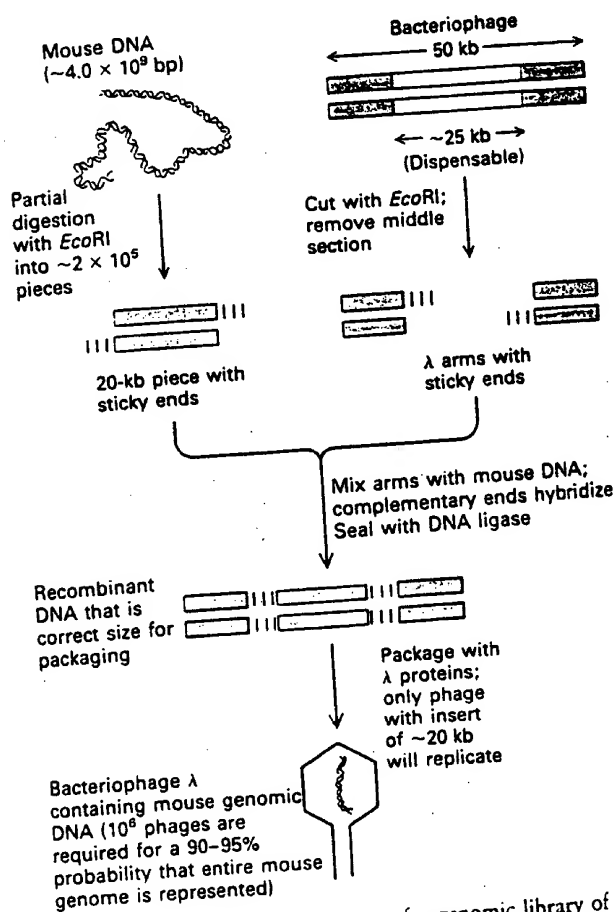 Mouse DNA
(~4.0 × 10⁹ bp)
Bacteriophage
50 kb
~25 kb
(Dispensable)
Partial
digestion
with EcoRI
into ~2 × 10⁵
pieces
Cut with EcoRI;
remove middle
section
20-kb piece with
sticky ends
λ arms with
sticky ends
Mix arms with mouse DNA;
complementary ends hybridize
Seal with DNA ligase
Recombinant
DNA that is
correct size for
packaging
Package with
λ proteins;
only phage
with insert
of ~20 kb
will replicate
Bacteriophage λ
containing mouse genomic
DNA (10⁶ phages are
required for a 90–95%
probability that entire mouse
genome is represented)
genomic library of